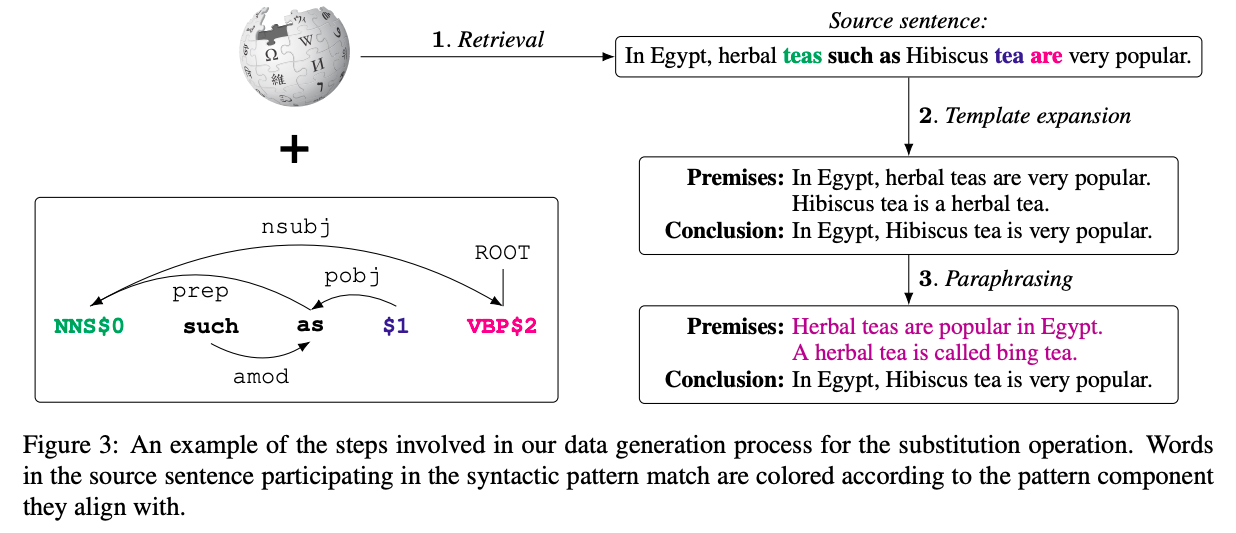 Source sentence:
1. Retrieval
In Egypt, herbal teas such as Hibiscus tea are very popular.
Ω W И 維 7
2. Template expansion
+
Premises: In Egypt, herbal teas are very popular.
Hibiscus tea is a herbal tea.
Conclusion: In Egypt, Hibiscus tea is very popular.
nsubj
ROOT
pobj
prep
NNS$0 such as $1 VBP$2
amod
3. Paraphrasing
Premises: Herbal teas are popular in Egypt.
A herbal tea is called bing tea.
Conclusion: In Egypt, Hibiscus tea is very popular.
Figure 3: An example of the steps involved in our data generation process for the substitution operation. Words
in the source sentence participating in the syntactic pattern match are colored according to the pattern component
they align with.